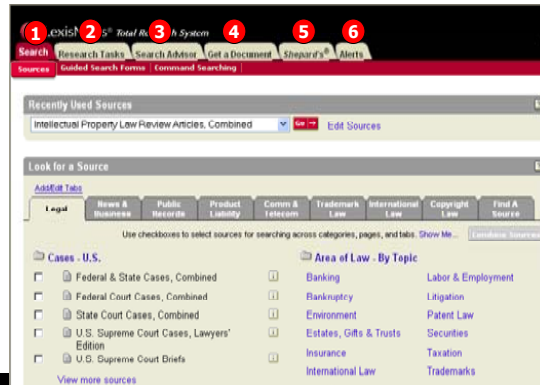 1 2 3 4 5 6
Total Research System
Search Research Tasks Search Advisor Get a Document Shepard's® Alerts
Sources Guided Search Forms Command Searching
Recently Used Sources
Intellectual Property Law Review Articles, Combined Go → Edit Sources
Look for a Source
Add/Edit Tabs
Legal News & Business Public Records Product Liability Comm & Telecom Trademark Law International Law Copyright Law Find A Source
Use checkboxes to select sources for searching across categories, pages, and tabs. Show Me... Combine Sources
Cases - U.S. Area of Law - By Topic
Federal & State Cases, Combined Banking Labor & Employment
Federal Court Cases, Combined Bankruptcy Litigation
State Court Cases, Combined Environment Patent Law
U.S. Supreme Court Cases, Lawyers' Edition Estates, Gifts & Trusts Securities
U.S. Supreme Court Briefs Insurance Taxation
View more sources International Law Trademarks